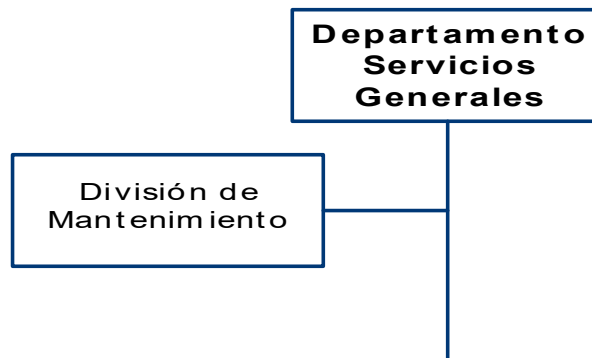 Departamento
Servicios
Generales
División de
Mantenimiento